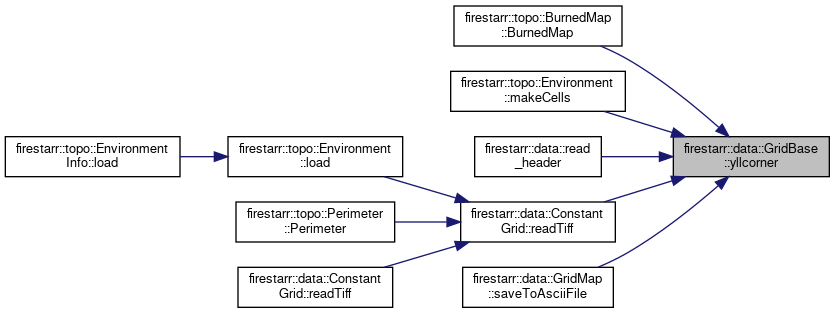 firestarr::topo::BurnedMap
::BurnedMap
firestarr::topo::Environment
::makeCells
firestarr::topo::Environment
Info::load
firestarr::topo::Environment
::load
firestarr::data::read
_header
firestarr::data::GridBase
::yllcorner
firestarr::topo::Perimeter
::Perimeter
firestarr::data::Constant
Grid::readTiff
firestarr::data::Constant
Grid::readTiff
firestarr::data::GridMap
::saveToAsciiFile